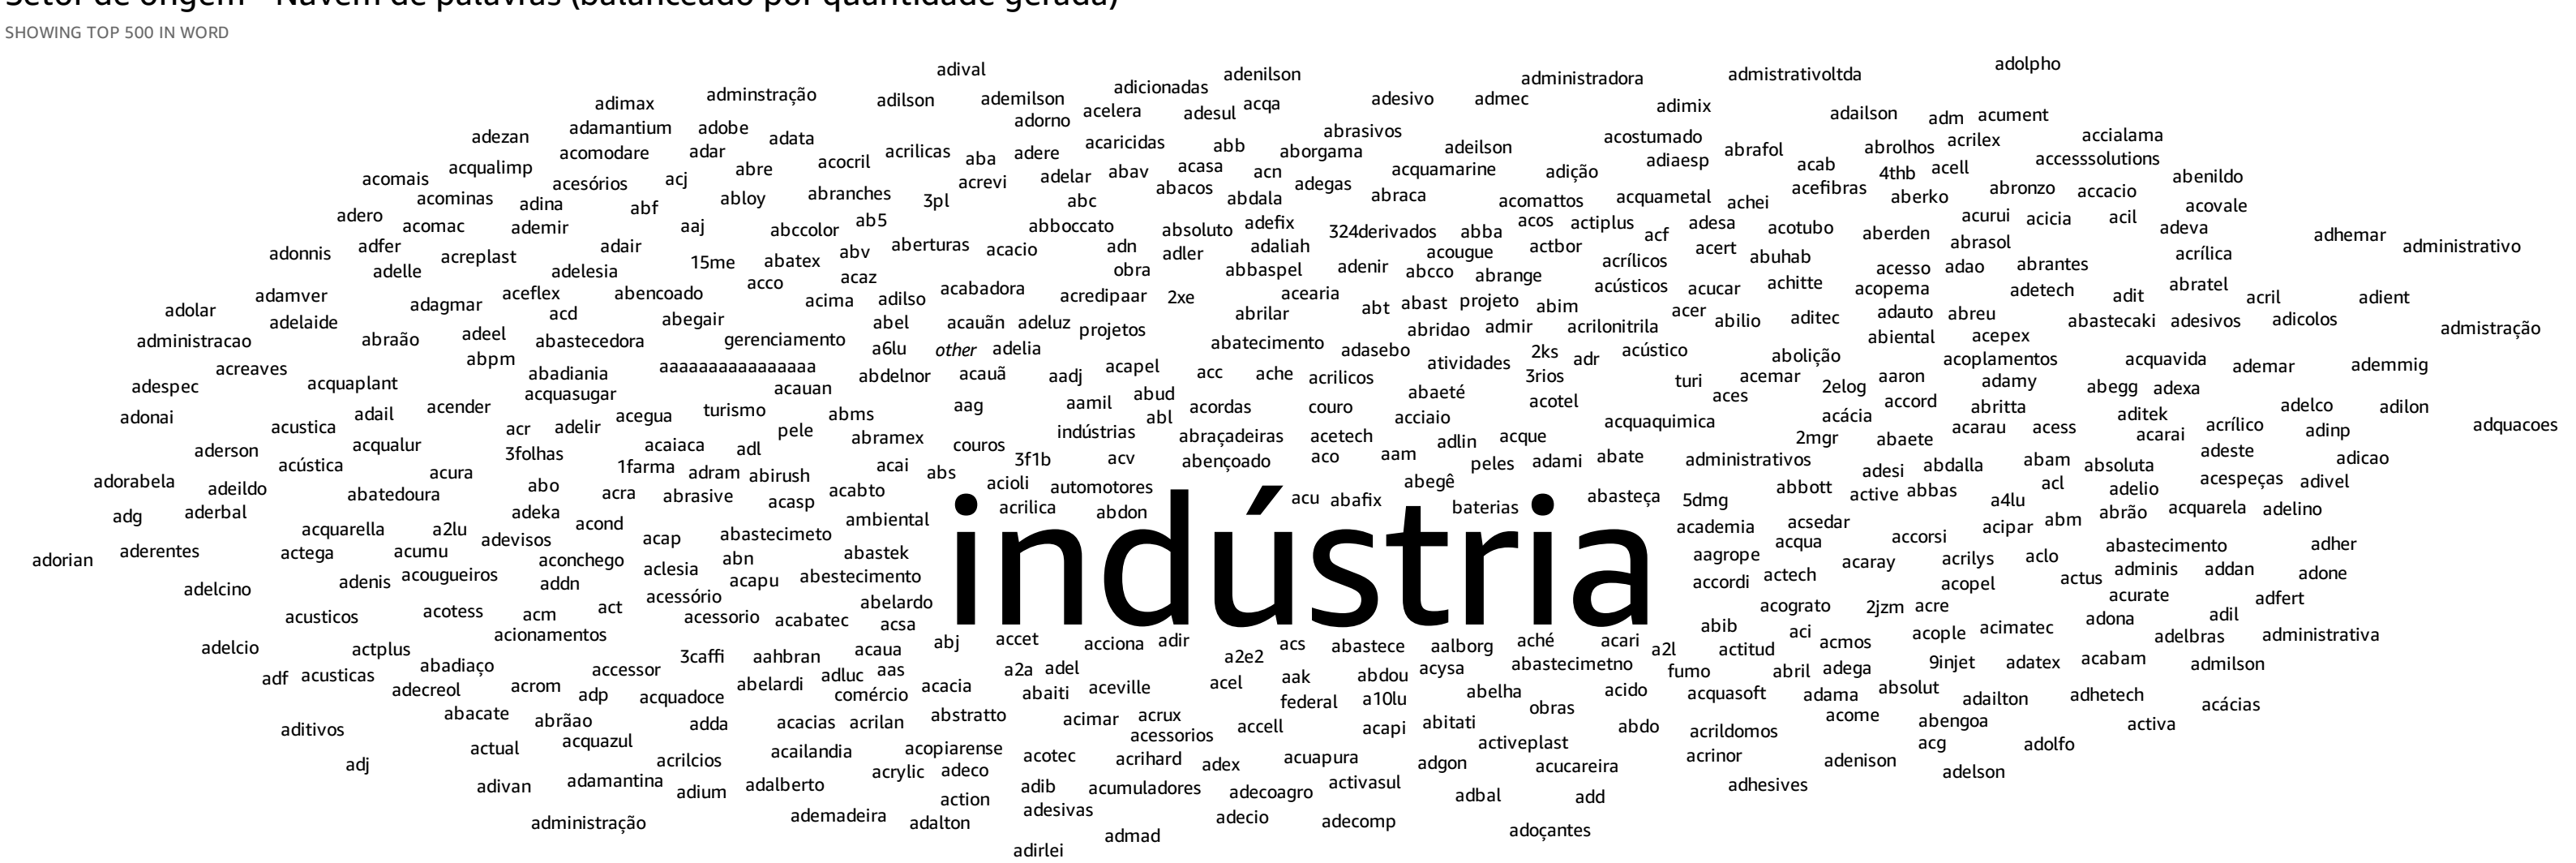 Setor de origem - Nuvem de palavras (balanceado por quantidade gerada)
SHOWING TOP 500 IN WORD
adival adenilson administradora admistrativoltda adolpho
adimax adminstração adilson ademilson adicionadas acelera adesul acqa adesivo admec adimix adailson adm acument
adezan adamantium adobe adata adorno abrasivos acostumado abrafol abrolhos acrilex accialama
acqualimp acomodare adar abre acocril acrilicas aba adere acaricidas abb aborgama adeilson adiaesp acab 4thb acell accesssolutions
acomais acesórios acj abranches acrevi adelar abav acasa acn adegas acquamarine adição acefibras abronzo accacio abenildo
acominas adina abf abloy 3pl abc abacos abdala abraca acomattos acquametal achei aberko acurui acicia acil acovale
adero acomac ademir aaj abccolor ab5 abboccato absoluto adefix 324derivados abba acos actiplus acf adesa acotubo aberden adeva adhemar
adonnis adfer acreplast adair 15me abatex abv aberturas acacio adn adler adaliah acougue actbor acrílicos acert abuhab abrasol acrílica administrativo
adelle adelesia acco acaz obra abbaspel adenir abcco abrange acústicos acucar achitte acesso adao abrantes
adolar adamver adagmar aceflex acd abencoado acima adilso acabadora acredipaar 2xe acearia abt abast projeto abim acer acopema adetech adit abratel acril adient
administracao adelaide abraão adeel abastecedora abegair abel acauãn adeluz projetos abrilar abridao admir acrilonitrila abilio aditec adauto abreu abastecaki adesivos adicolos admistração
acreaves abpm gerenciamento a6lu other adelia abatecimento adasebo atividades 2ks adr acústico abolição abiental acepex acoplamentos acquavida ademar ademmig
adespec acquaplant abadiania aaaaaaaaaaaaaaaa abdelnor acauã aadj acapel acc ache acrilicos 3rios turi acemar 2elog aaron adamy abegg adexa
adonai adail acender acquasugar acegua turismo acauan abms aag aamil abud abl acordas couro abaeté acciaio acotel aces acácia accord abritta aditek adelco adilon
acustica acr adelir pele abramex indústrias abraçadeiras acetech adlin acque acquaquimica 2mgr abaete acarau acess acarai acrílico adinp adquacoes
aderson acqualur 3folhas acaiaca adl couros 3f1b acv abençoado aco aam peles adami abate administrativos adesi abdalla abam absoluta adeste adicao
adorabela adeildo acústica abatedoura acura abo acra 1farma adram abrasive abirush acasp acai abs acabto acioli automotores abegê abbott active abbas a4lu acl adelio acespeças adivel
adg aderbal acquarella a2lu adeka acond ambiental acrilica abdon acu abafix baterias abasteça 5dmg academia acsedar acipar abm abrão acquarela adelino
indústria
adorian aderentes actega acumu adevisos aconchego acap abastecimeto abn abastek aagrope acqua acaray accorsi acrilys aclo abastecimento adher
adelcino adenis acougueiros addn aclesia acapu abestecimento accordi actech acopel actus adminis addan adone
acusticos acotess acm act acessório acessorio acabatec abelardo acsa acograto 2jzm acre acurate adfert
adelcio actplus acionamentos abj accet acciona adir acs abastece aalborg aché acari abib aci acmos acople acimatec adona adil adelbras administrativa
adf acusticas abadiaço accessor 3caffi aahbran adluc acaua aas a2a adel a2e2 acysa abastecimetno a2l actitud fumo abril adega 9injet adatex acabam admilson
adecreol acrom adp acquadoce abelardi comércio acacia abaiti aceville acel aak abdou abelha acido acquasoft adama absolut adailton adhetech acácias
aditivos abacate abrãao adda acacias acrilan abstratto acimar acrux accell federal a10lu acapi abitati obras abdo acrildomos acome abengoa activa
adj actual acquazul acrilcios acailandia acopiarense acotec acessorios acrihard adex acuapura adgon activeplast acucareira acrinor adenison acg adolfo
adivan adamantina adium adalberto acrylic adeco adib acumuladores adecoagro activasul adbal add adhesives adelson
administração ademadeira adalton action adesivas admad adecio adecomp adoçantes
adirlei